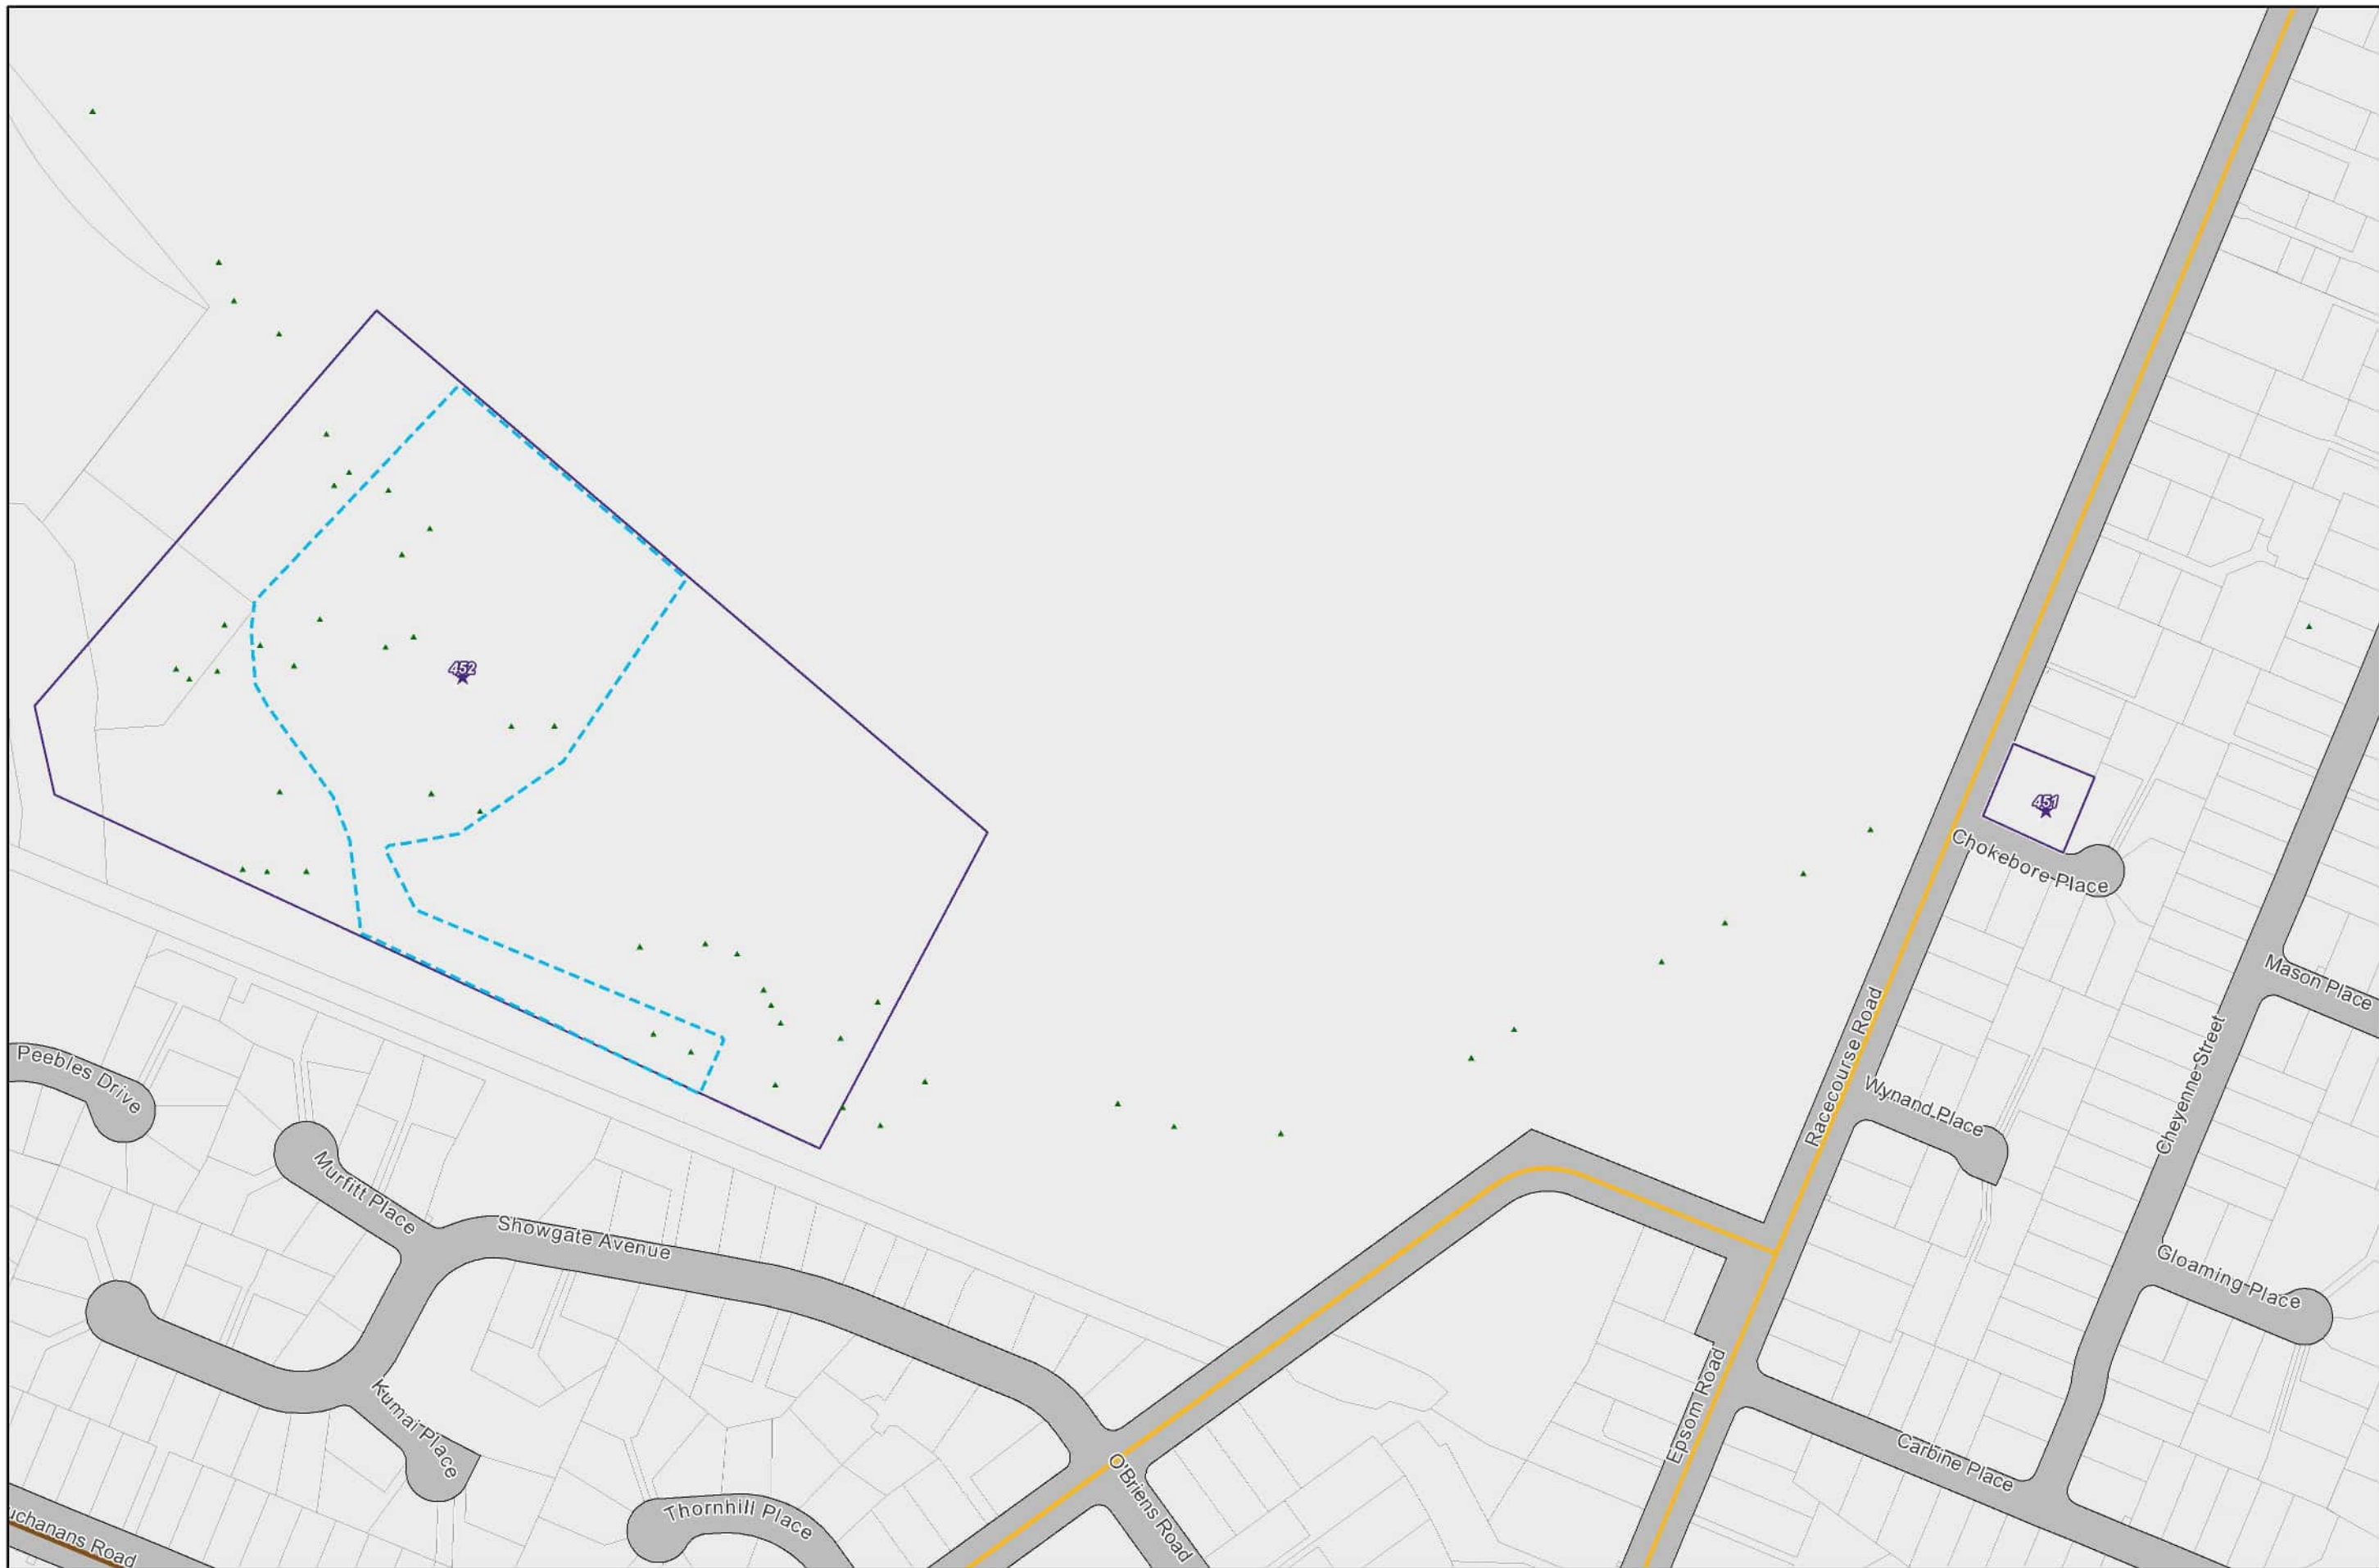 452
451
Chokebore Place
Mason Place
Racecourse Road
Peebles Drive
Wynand Place
Cheyenne Street
Murfitt Place
Showgate Avenue
Gloaming Place
Kumai Place
Epsom Road
Carbine Place
O'Briens Road
Thornhill Place
uchanans Road